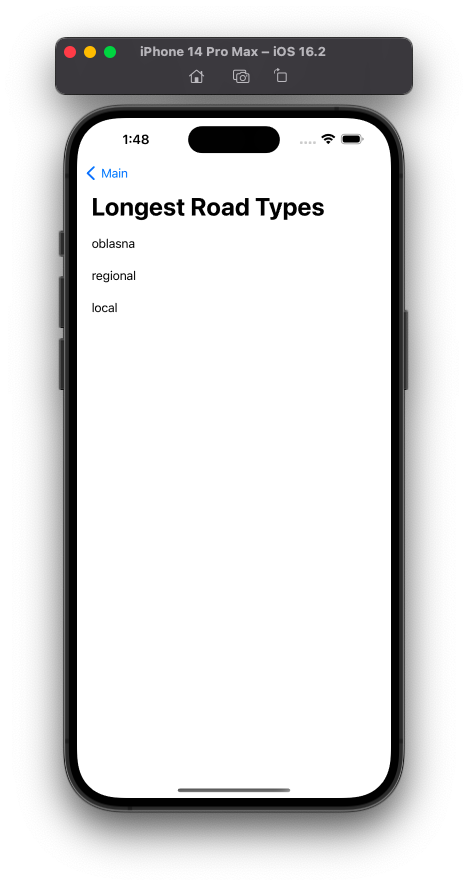 iPhone 14 Pro Max – iOS 16.2
1:48
Main
Longest Road Types
oblasna
regional
local